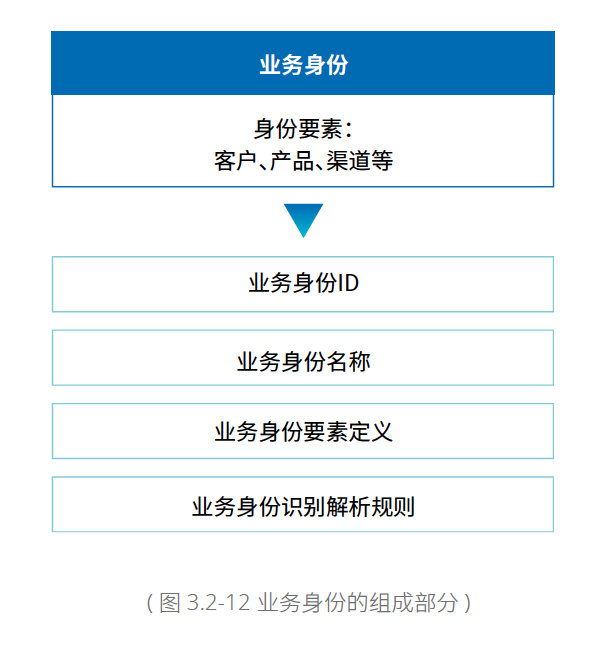 业务身份
身份要素：
客户、产品、渠道等
业务身份ID
业务身份名称
业务身份要素定义
业务身份识别解析规则
( 图 3.2-12 业务身份的组成部分 )